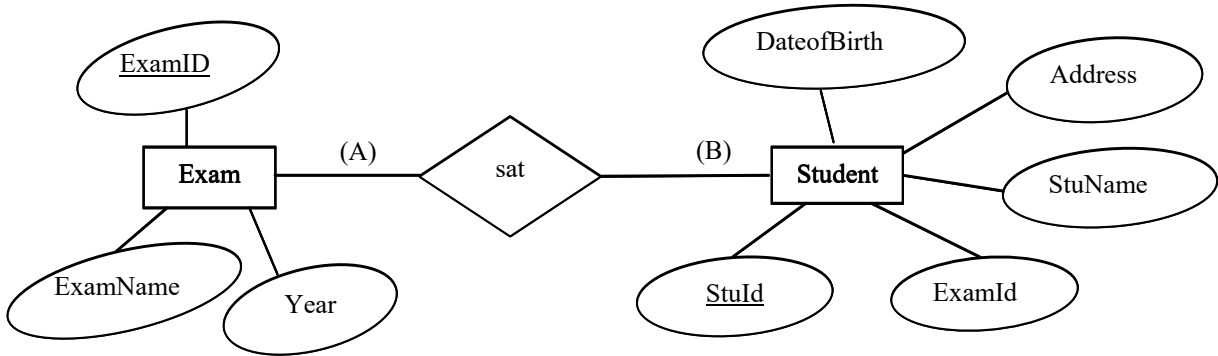 DateofBirth
ExamID
Address
(A)
(B)
Exam
sat
Student
StuName
ExamName
Year
StuId
ExamId